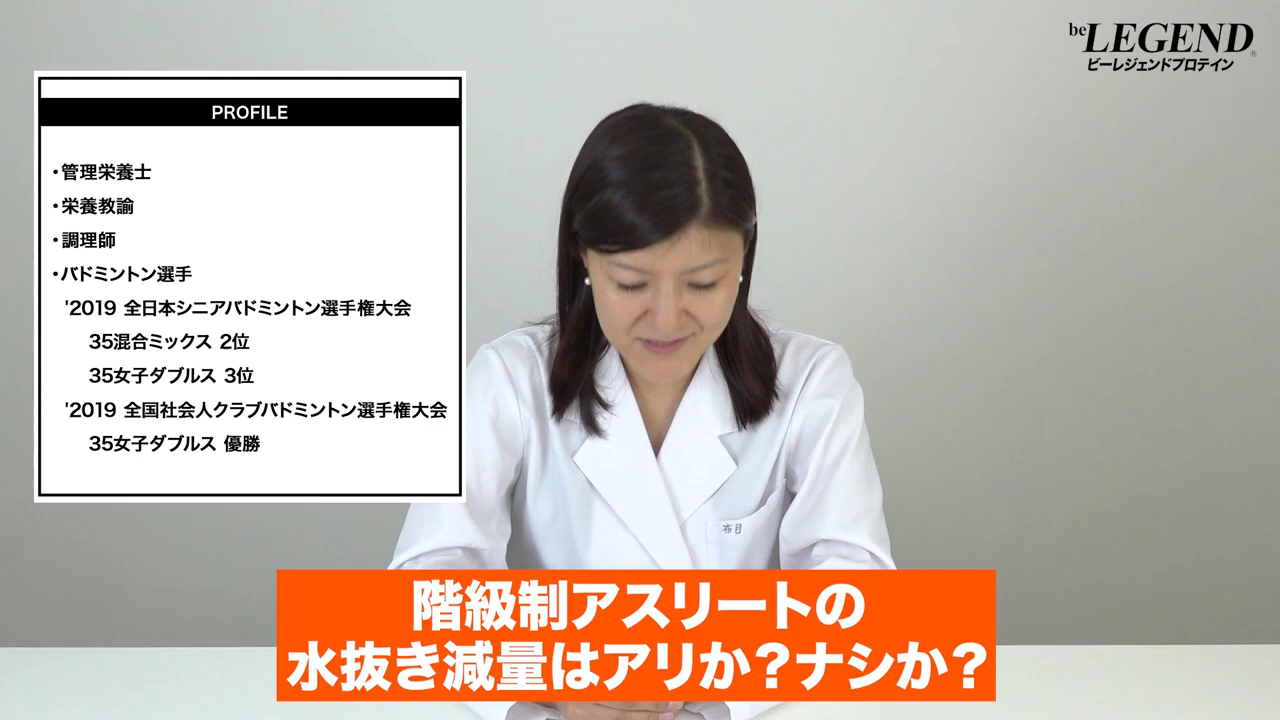 beLEGEND®
ビーレジェンドプロテイン
PROFILE
・管理栄養士
・栄養教諭
・調理師
・バドミントン選手
'2019 全日本シニアバドミントン選手権大会
35混合ミックス 2位
35女子ダブルス 3位
'2019 全国社会人クラブバドミントン選手権大会
35女子ダブルス 優勝
布目
階級制アスリートの
水抜き減量はアリか？ナシか？